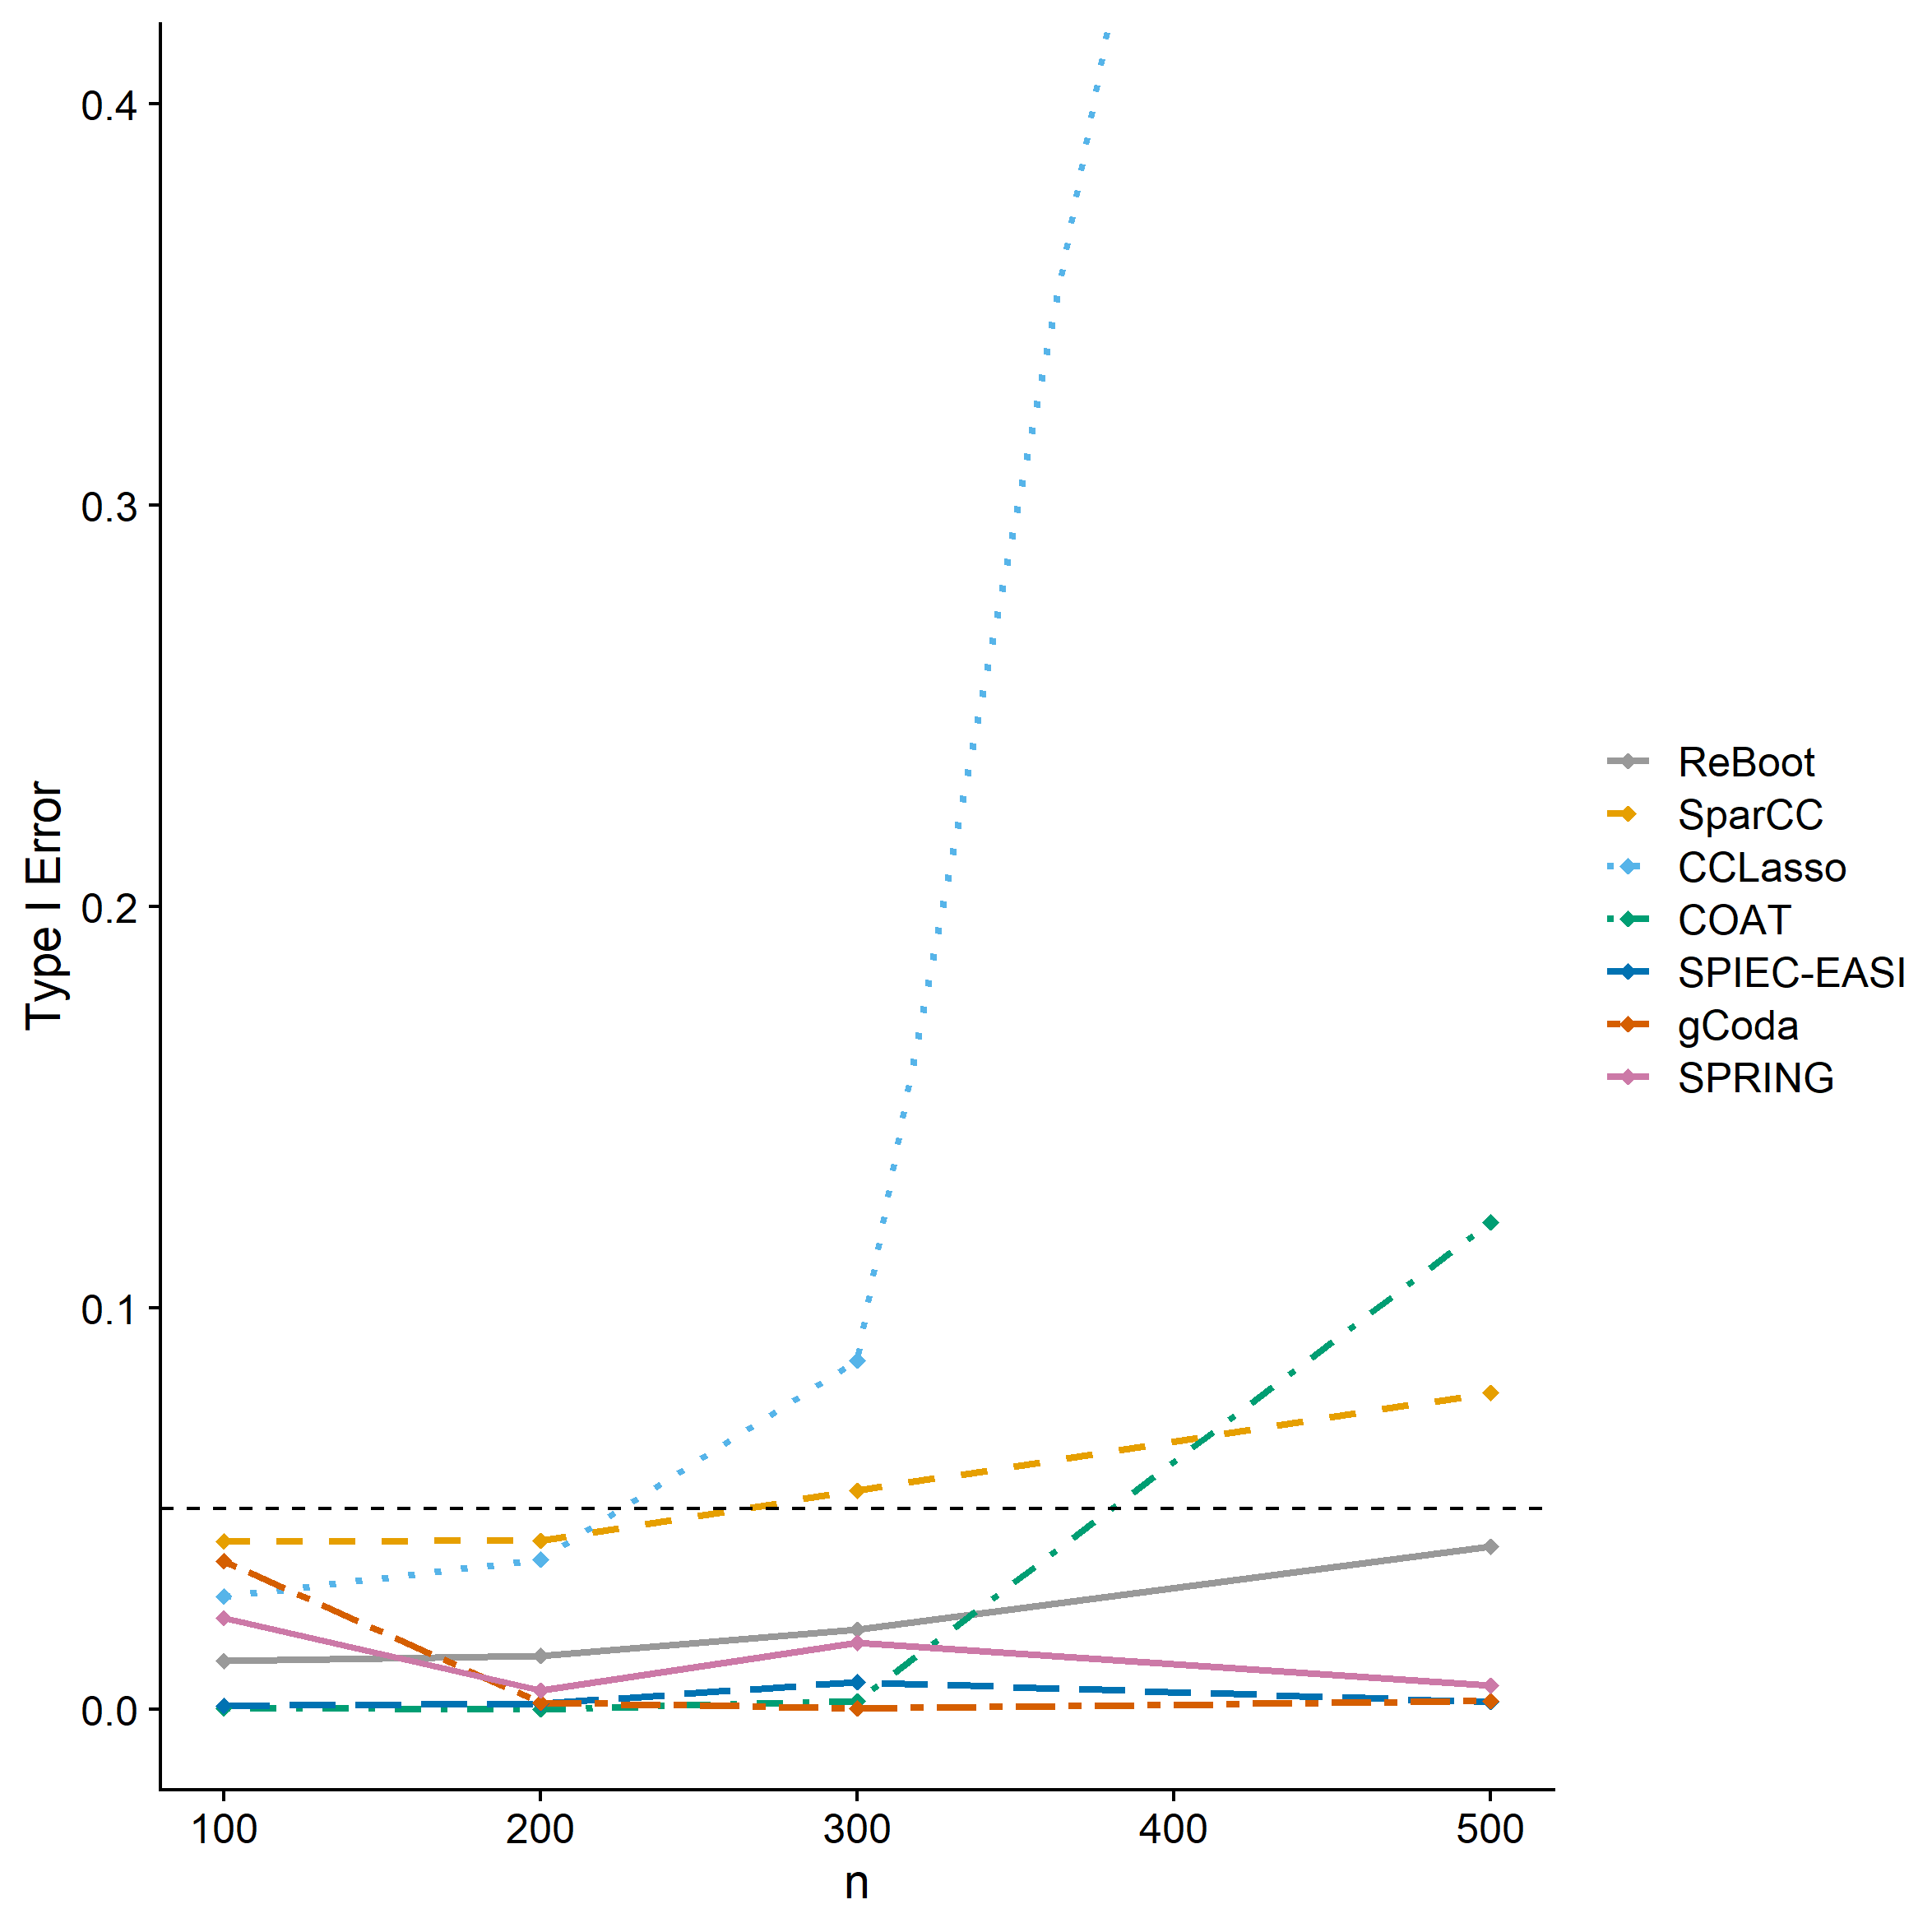 Type I Error
0.4
0.3
0.2
0.1
0.0
100 200 300 400 500
n
ReBoot
SparCC
CCLasso
COAT
SPIEC-EASI
gCoda
SPRING